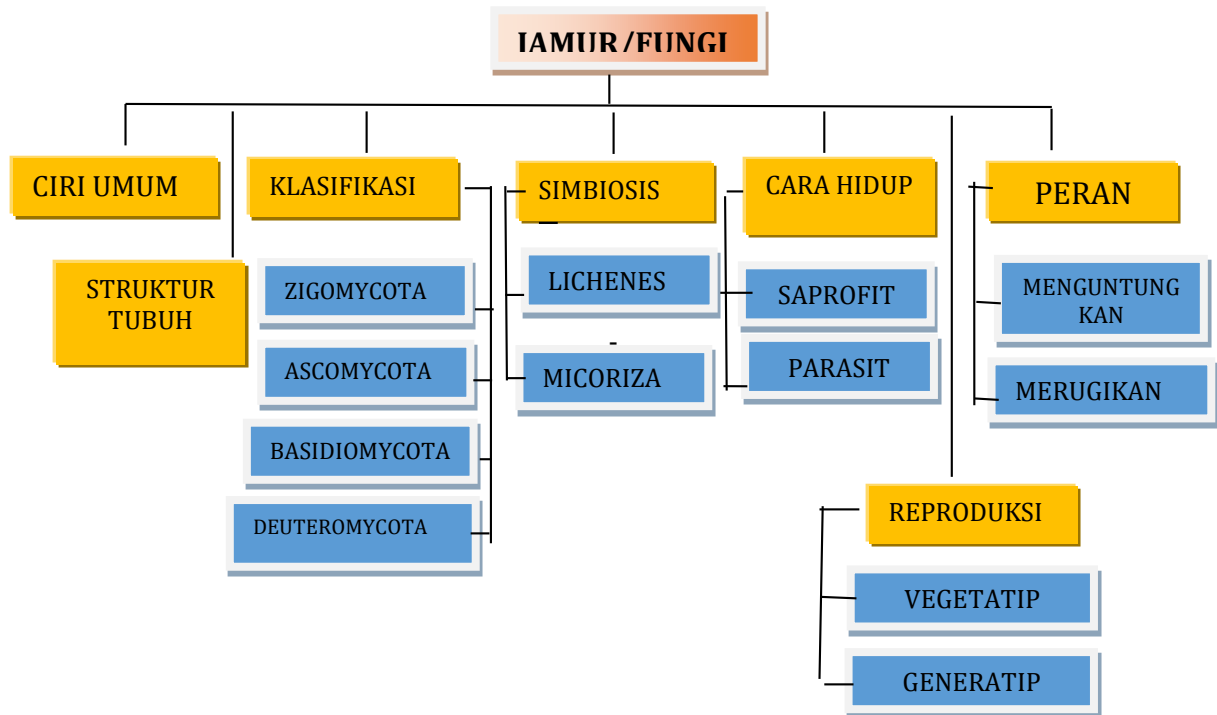 JAMUR/FUNGI
CIRI UMUM
STRUKTUR
TUBUH
KLASIFIKASI
ZIGOMYCOTA
ASCOMYCOTA
BASIDIOMYCOTA
DEUTEROMYCOTA
SIMBIOSIS
LICHENES
MICORIZA
CARA HIDUP
SAPROFIT
PARASIT
REPRODUKSI
VEGETATIP
GENERATIP
PERAN
MENGUNTUNG
KAN
MERUGIKAN